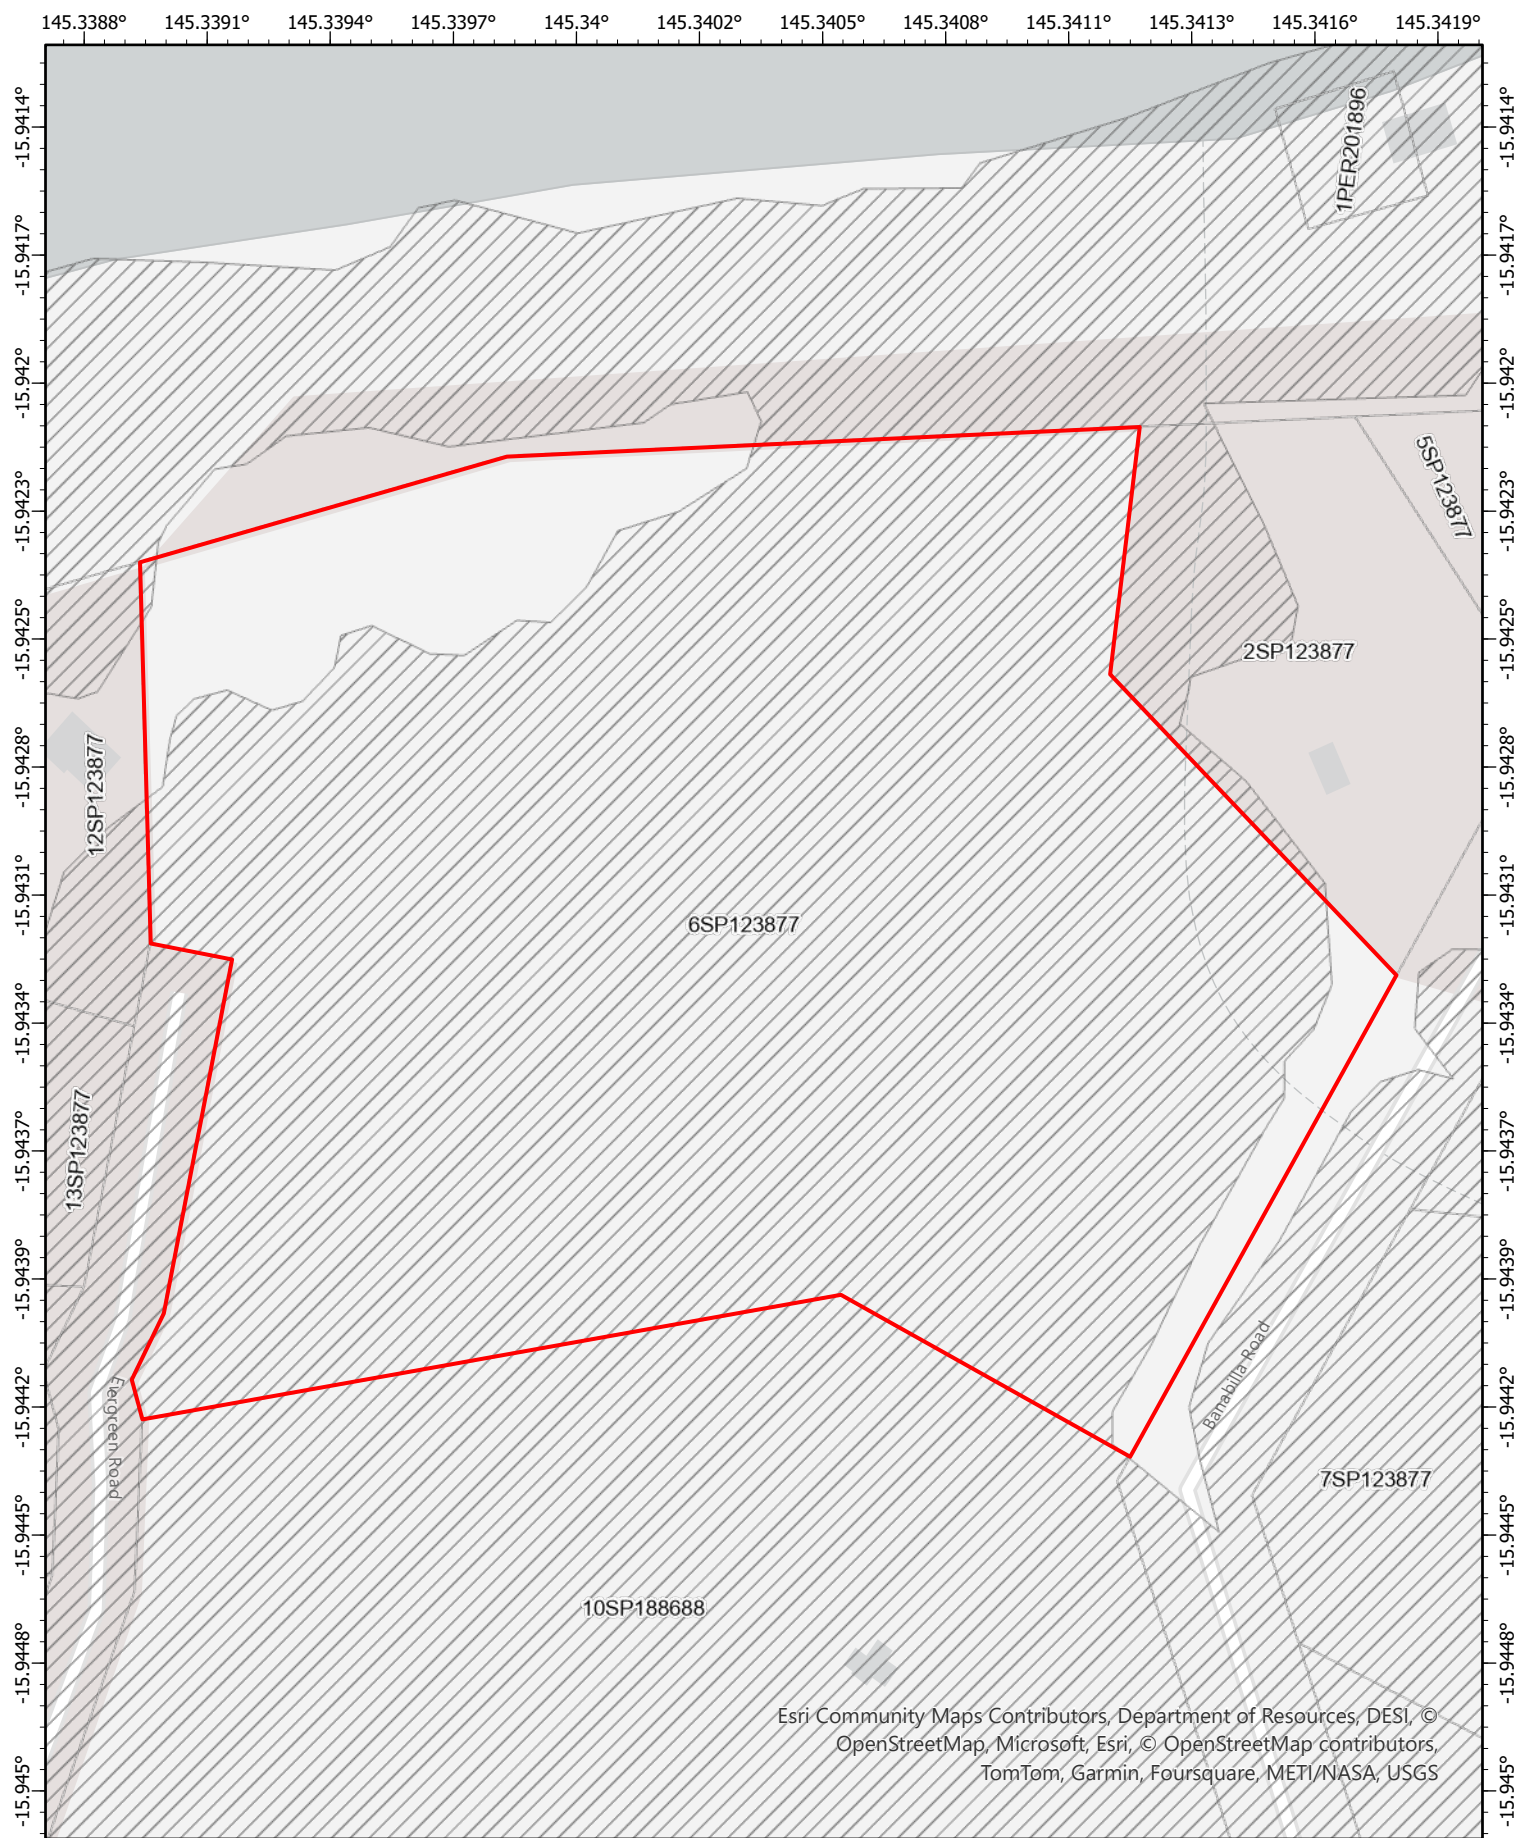 145.3388° 145.3391° 145.3394° 145.3397° 145.34° 145.3402° 145.3405° 145.3408° 145.3411° 145.3413° 145.3416° 145.3419°
-15.9414° -15.9414°
1PER201896
-15.9417° -15.9417°
-15.942° -15.942°
5SP123877
-15.9423° -15.9423°
-15.9425° -15.9425°
2SP123877
-15.9428° -15.9428°
12SP123877
-15.9431° -15.9431°
6SP123877
-15.9434° -15.9434°
13SP123877
-15.9437° -15.9437°
-15.9439° -15.9439°
Banabilla Road
-15.9442° -15.9442°
Evergreen Road
7SP123877
-15.9445° -15.9445°
10SP188688
-15.9448° -15.9448°
Esri Community Maps Contributors, Department of Resources, DESI, ©
OpenStreetMap, Microsoft, Esri, © OpenStreetMap contributors,
TomTom, Garmin, Foursquare, METI/NASA, USGS
-15.945° -15.945°